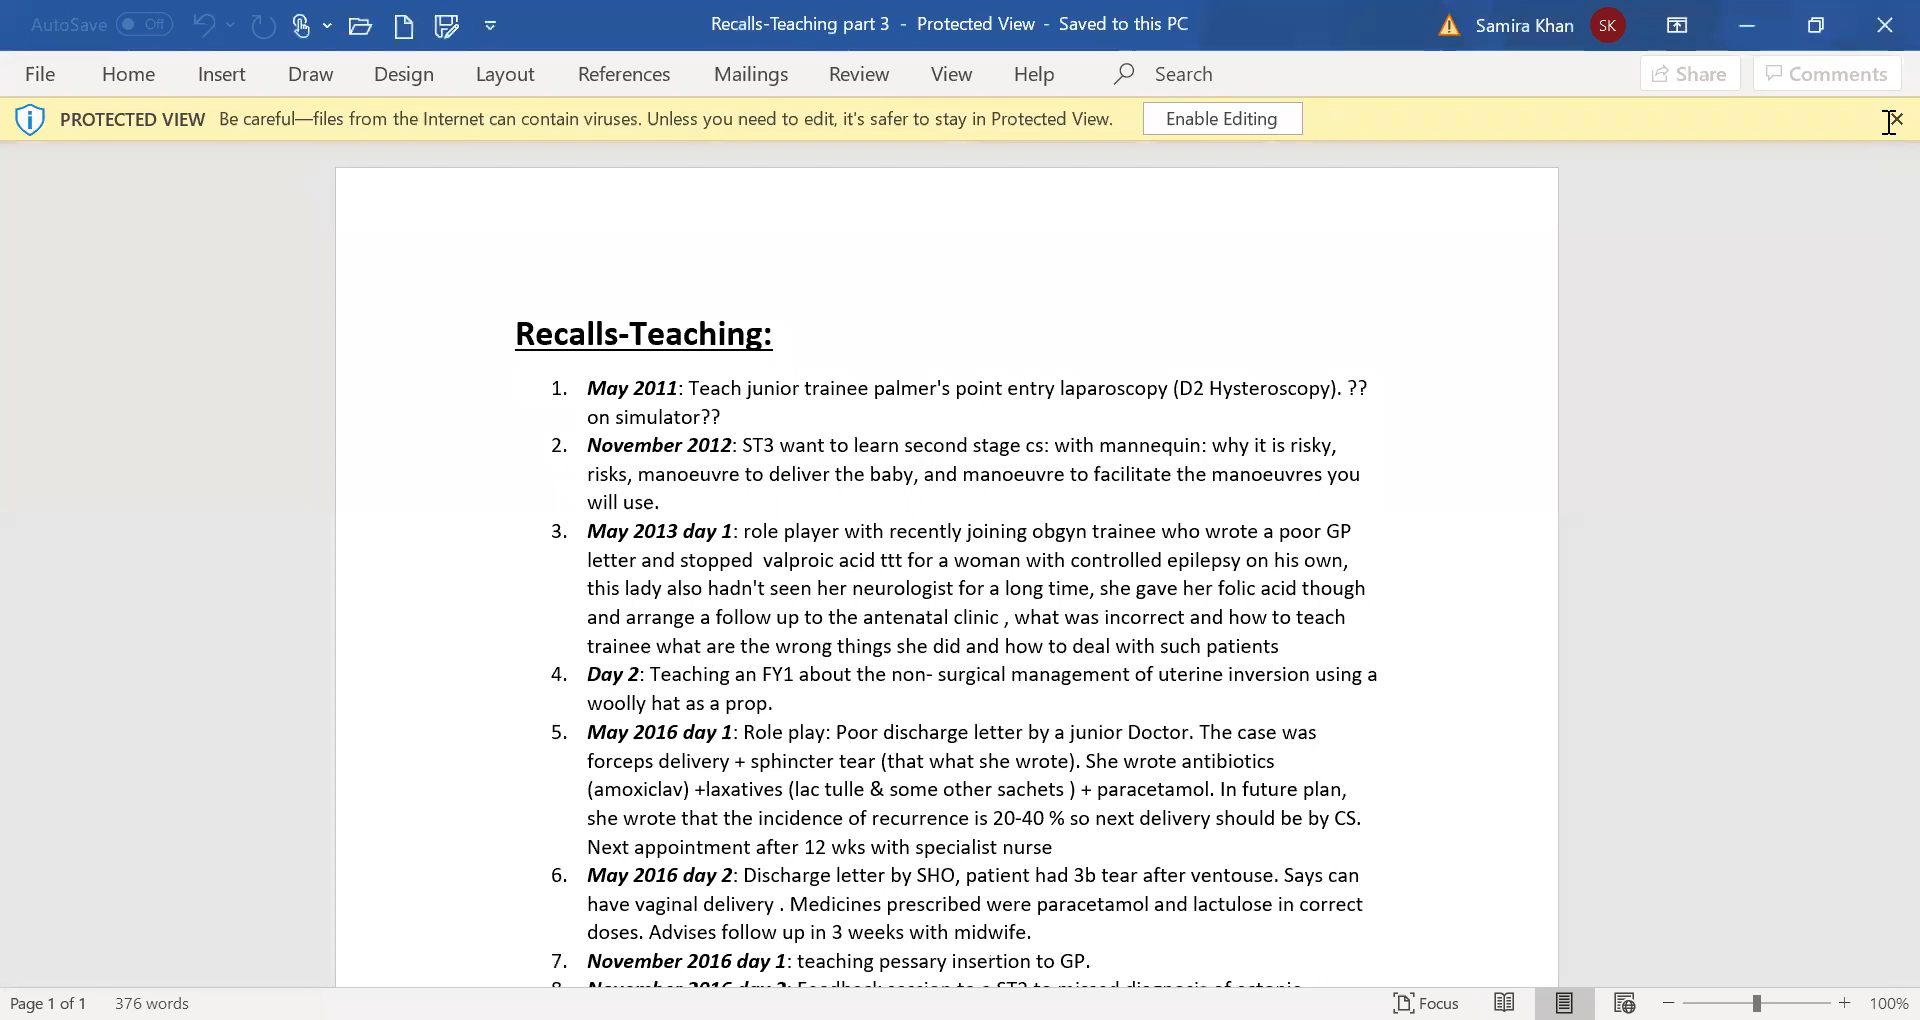 AutoSave Off Recalls-Teaching part 3 - Protected View - Saved to this PC Samira Khan SK
File Home Insert Draw Design Layout References Mailings Review View Help Search Share Comments
PROTECTED VIEW Be careful—files from the Internet can contain viruses. Unless you need to edit, it's safer to stay in Protected View. Enable Editing
Recalls-Teaching:
1. May 2011: Teach junior trainee palmer's point entry laparoscopy (D2 Hysteroscopy). ??
on simulator??
2. November 2012: ST3 want to learn second stage cs: with mannequin: why it is risky,
risks, manoeuvre to deliver the baby, and manoeuvre to facilitate the manoeuvres you
will use.
3. May 2013 day 1: role player with recently joining obgyn trainee who wrote a poor GP
letter and stopped valproic acid ttt for a woman with controlled epilepsy on his own,
this lady also hadn't seen her neurologist for a long time, she gave her folic acid though
and arrange a follow up to the antenatal clinic , what was incorrect and how to teach
trainee what are the wrong things she did and how to deal with such patients
4. Day 2: Teaching an FY1 about the non- surgical management of uterine inversion using a
woolly hat as a prop.
5. May 2016 day 1: Role play: Poor discharge letter by a junior Doctor. The case was
forceps delivery + sphincter tear (that what she wrote). She wrote antibiotics
(amoxiclav) +laxatives (lac tulle & some other sachets ) + paracetamol. In future plan,
she wrote that the incidence of recurrence is 20-40 % so next delivery should be by CS.
Next appointment after 12 wks with specialist nurse
6. May 2016 day 2: Discharge letter by SHO, patient had 3b tear after ventouse. Says can
have vaginal delivery . Medicines prescribed were paracetamol and lactulose in correct
doses. Advises follow up in 3 weeks with midwife.
7. November 2016 day 1: teaching pessary insertion to GP.
8. November 2016 day 2: Feedback session to a ST2 to missed diagnosis of ectopic
Page 1 of 1 376 words Focus 100%